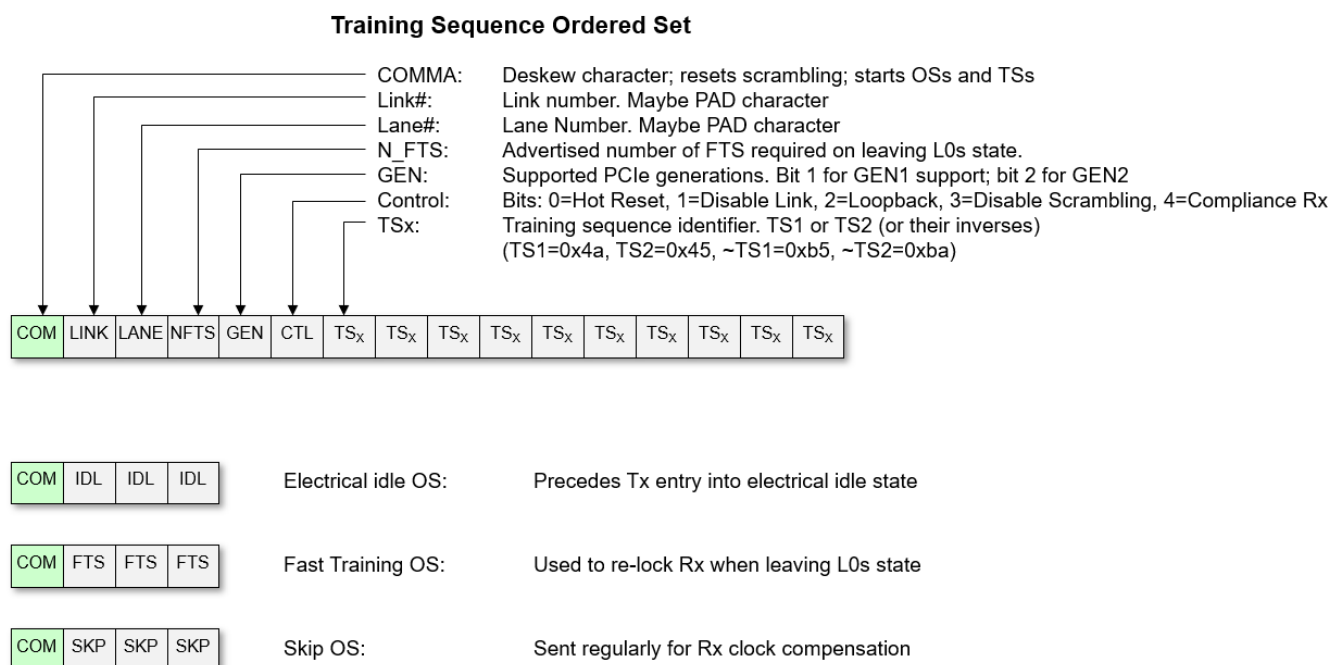 Training Sequence Ordered Set
COMMA: Deskew character; resets scrambling; starts OSs and TSs
Link#: Link number. Maybe PAD character
Lane#: Lane Number. Maybe PAD character
N_FTS: Advertised number of FTS required on leaving L0s state.
GEN: Supported PCIe generations. Bit 1 for GEN1 support; bit 2 for GEN2
Control: Bits: 0=Hot Reset, 1=Disable Link, 2=Loopback, 3=Disable Scrambling, 4=Compliance Rx
TSx: Training sequence identifier. TS1 or TS2 (or their inverses)
(TS1=0x4a, TS2=0x45, ~TS1=0xb5, ~TS2=0xba)
COM LINK LANE NFTS GEN CTL TSX TSX TSX TSX TSX TSX TSX TSX TSX TSX
COM IDL IDL IDL Electrical idle OS: Precedes Tx entry into electrical idle state
COM FTS FTS FTS Fast Training OS: Used to re-lock Rx when leaving L0s state
COM SKP SKP SKP Skip OS: Sent regularly for Rx clock compensation